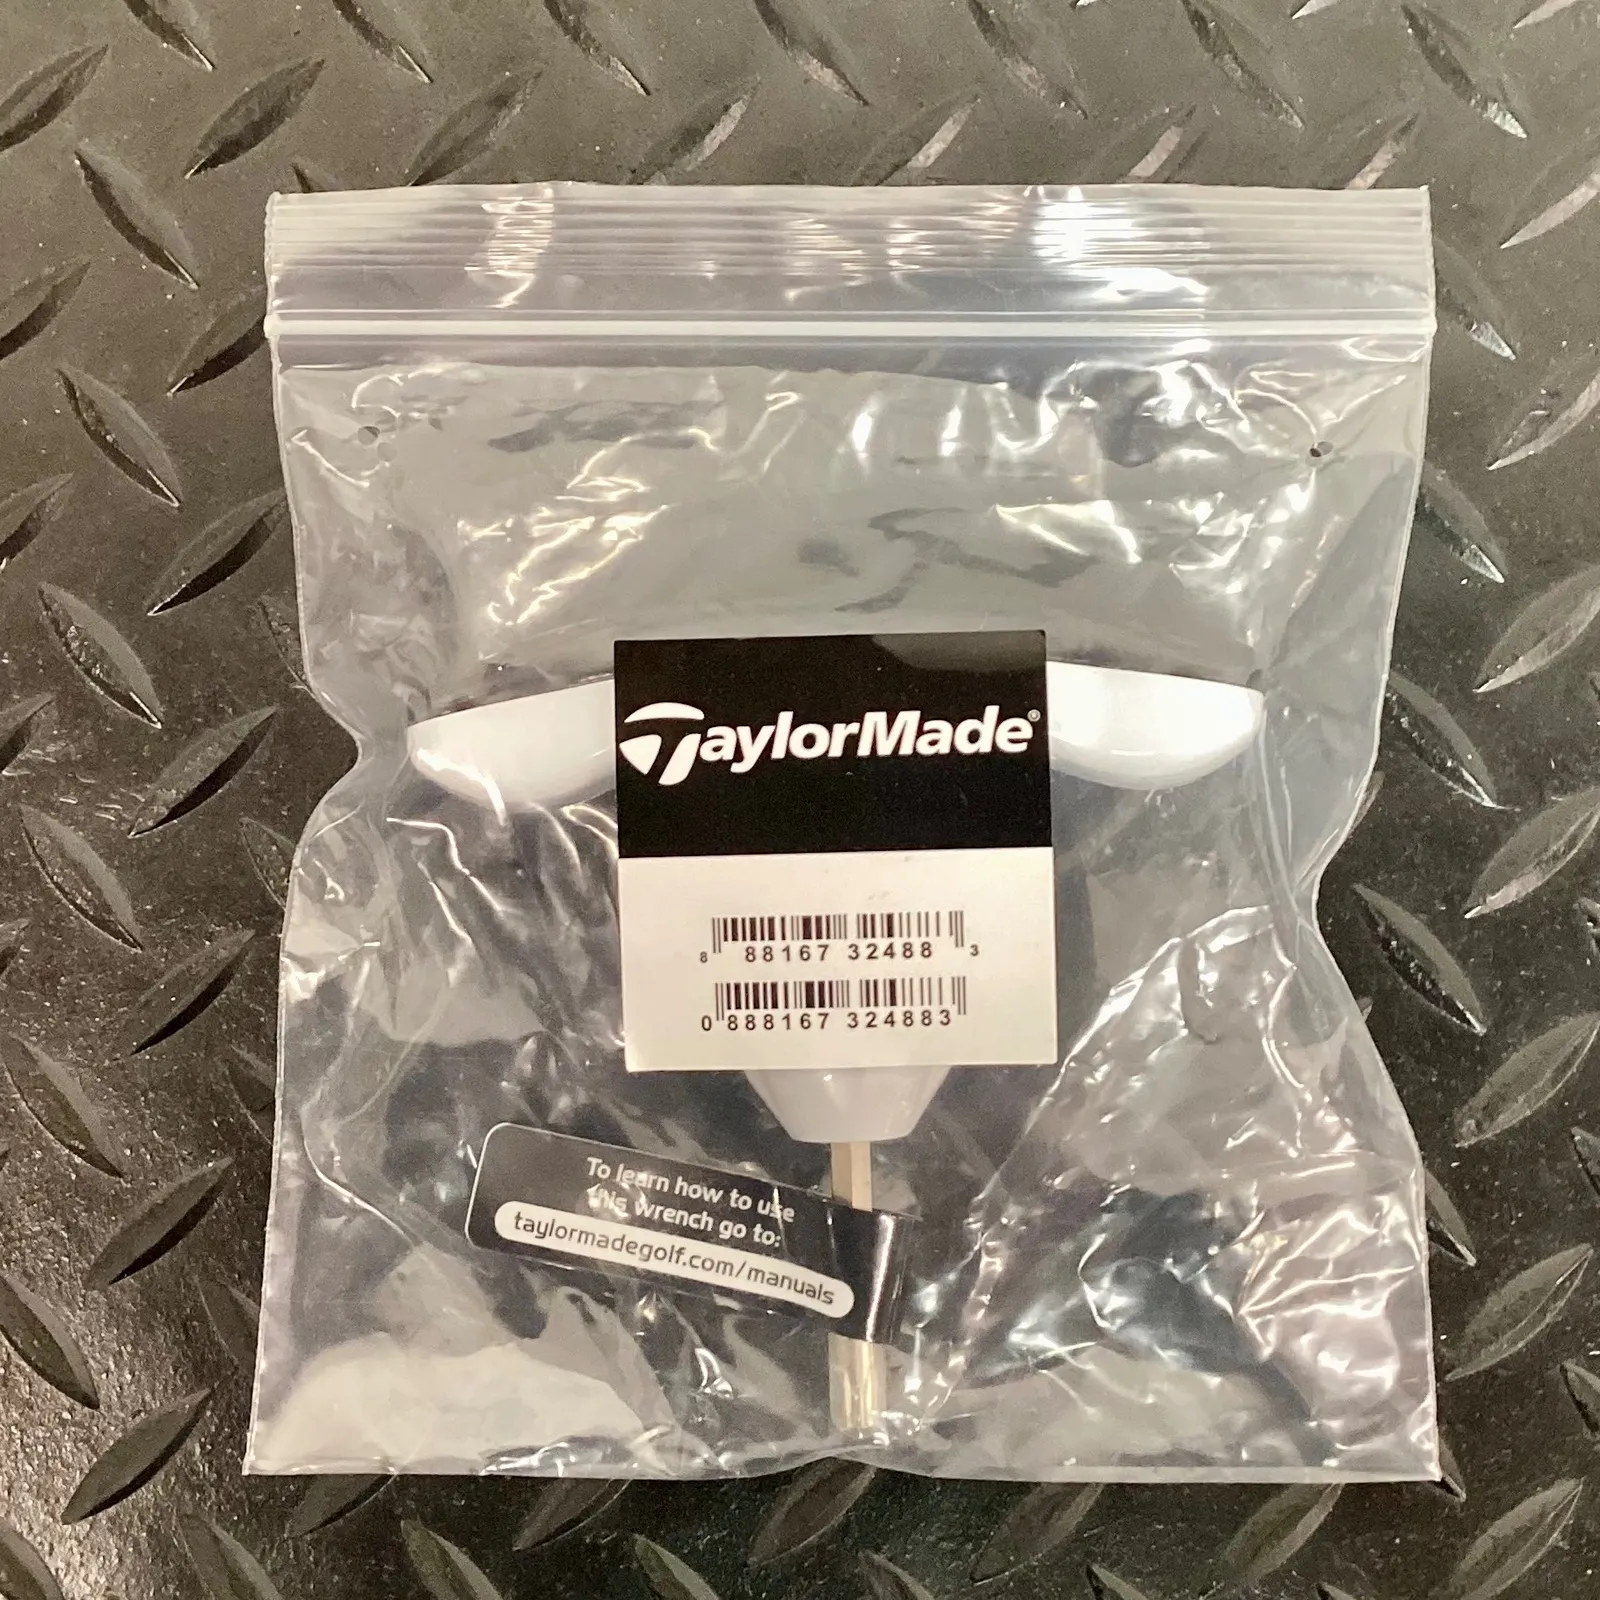 TaylorMade®
8 88167 32488 3
0 888167 324883
To learn how to use
this wrench go to:
taylormadegolf.com/manuals